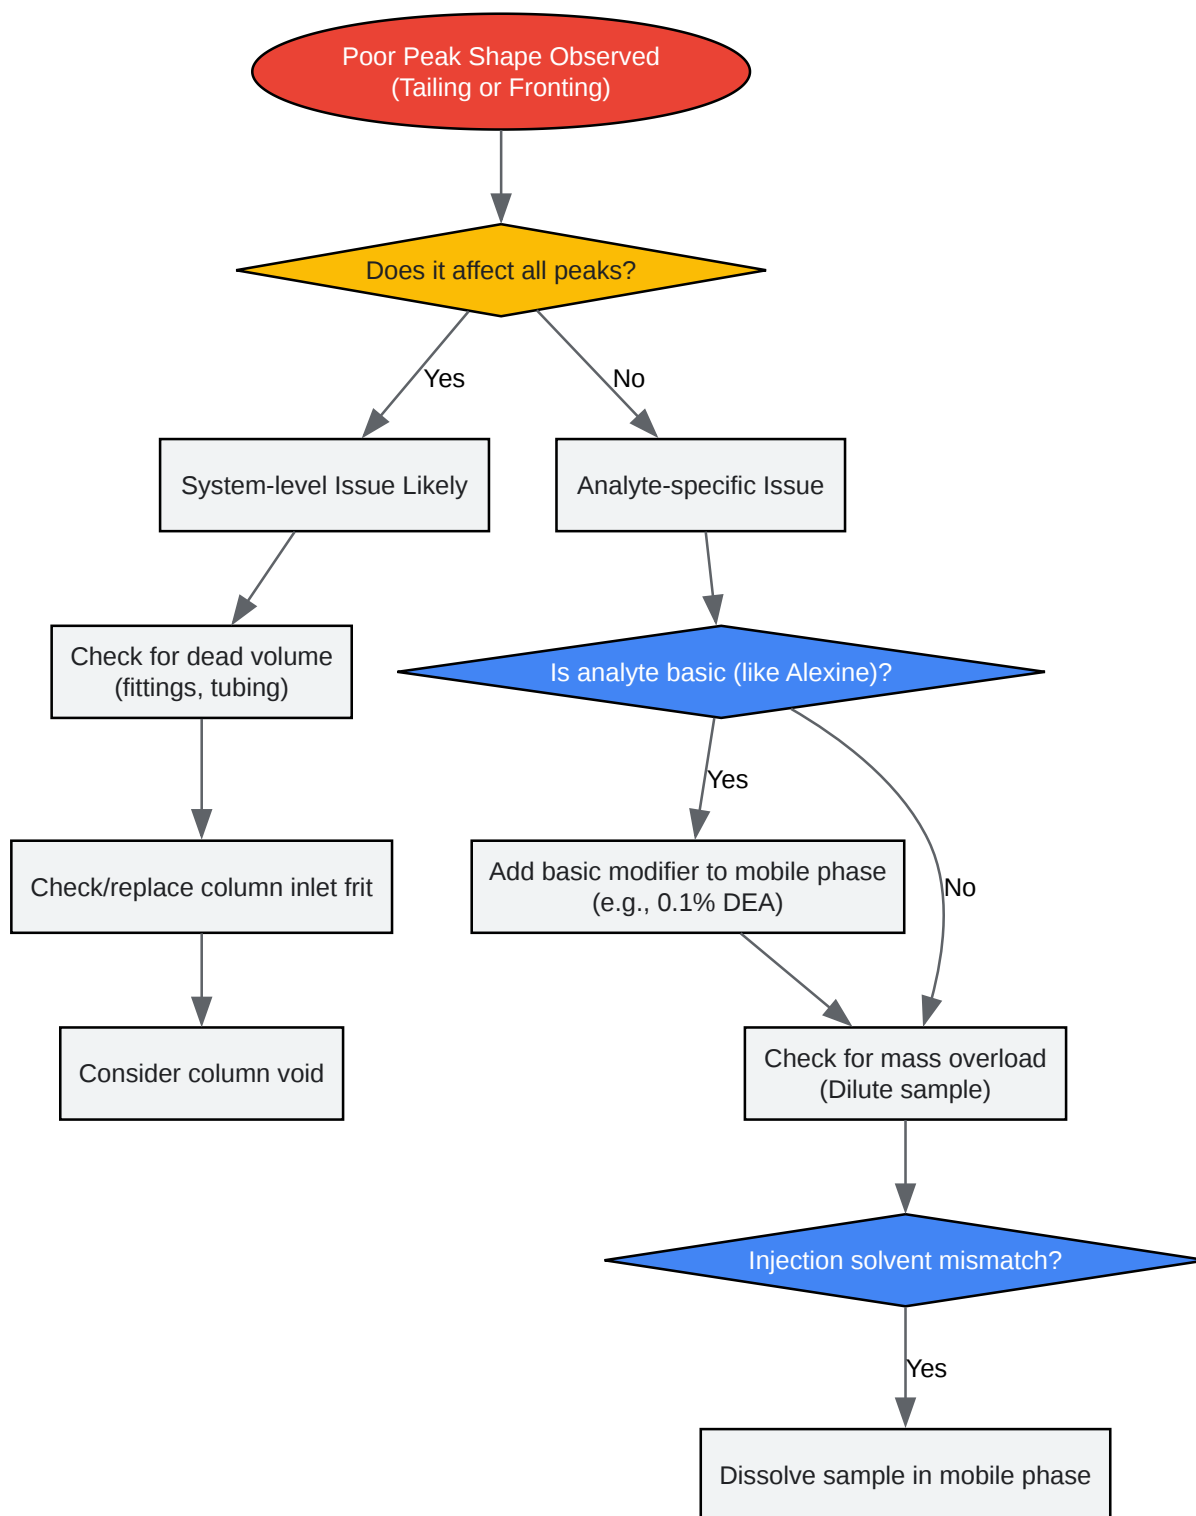 Poor Peak Shape Observed
(Tailing or Fronting)
Does it affect all peaks?
Yes
No
System-level Issue Likely
Analyte-specific Issue
Check for dead volume
(fittings, tubing)
Is analyte basic (like Alexine)?
Yes
Check/replace column inlet frit
Add basic modifier to mobile phase
(e.g., 0.1% DEA)
No
Consider column void
Check for mass overload
(Dilute sample)
Injection solvent mismatch?
Yes
Dissolve sample in mobile phase